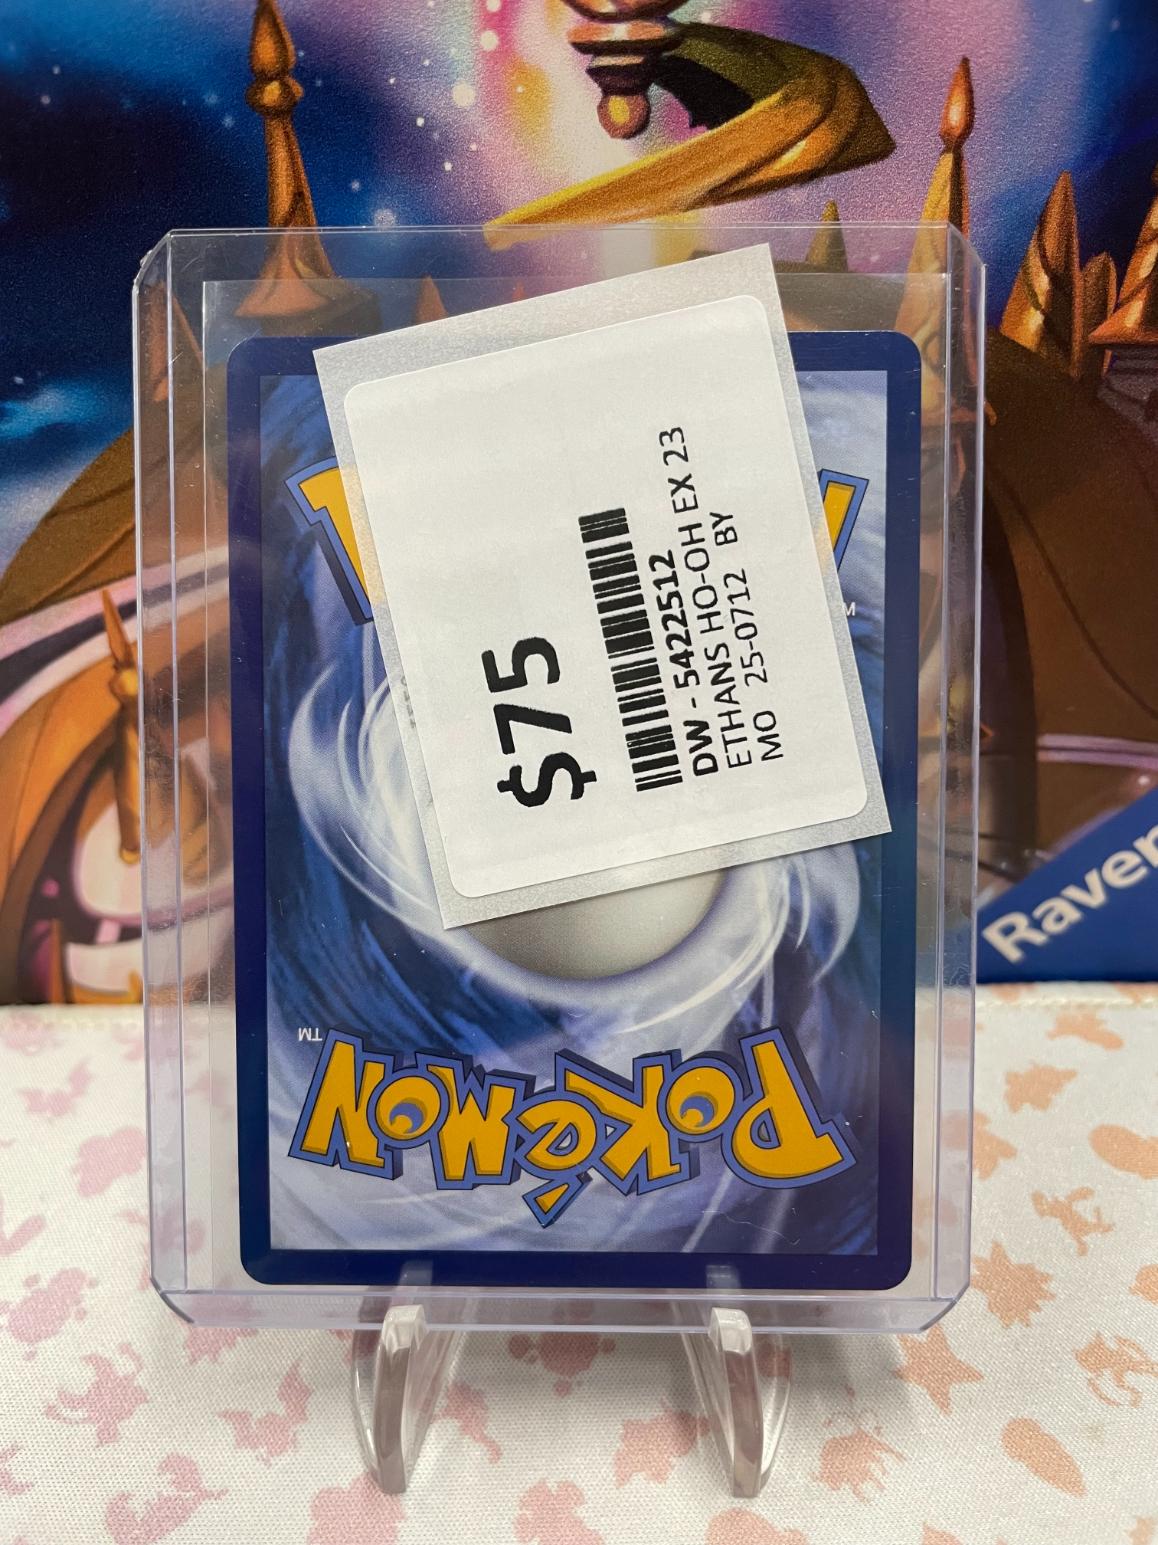 $75
DW - 5422512
ETHANS HO-OH EX 23
MO 25-0712 BY
POKéMON
TM
Raven